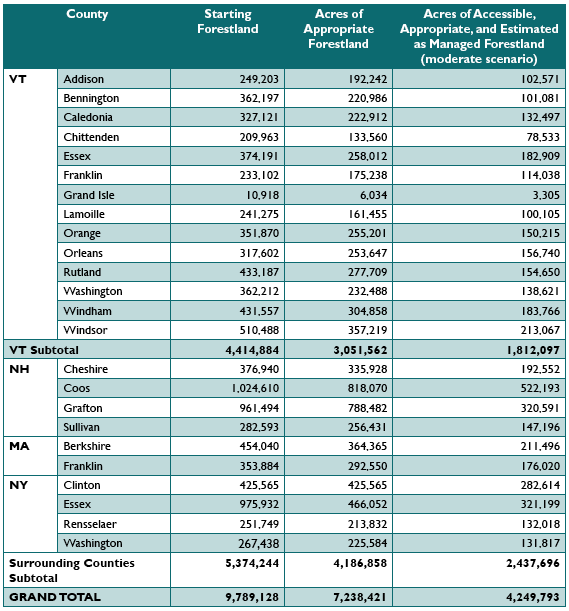 County Starting Forestland Acres of Appropriate Forestland Acres of Accessible, Appropriate, and Estimated as Managed Forestland (moderate scenario)
VT Addison 249,203 192,242 102,571
Bennington 362,197 220,986 101,081
Caledonia 327,121 222,912 132,497
Chittenden 209,963 133,560 78,533
Essex 374,191 258,012 182,909
Franklin 233,102 175,238 114,038
Grand Isle 10,918 6,034 3,305
Lamoille 241,275 161,455 100,105
Orange 351,870 255,201 150,215
Orleans 317,602 253,647 156,740
Rutland 433,187 277,709 154,650
Washington 362,212 232,488 138,621
Windham 431,557 304,858 183,766
Windsor 510,488 357,219 213,067
VT Subtotal 4,414,884 3,051,562 1,812,097
NH Cheshire 376,940 335,928 192,552
Coos 1,024,610 818,070 522,193
Grafton 961,494 788,482 320,591
Sullivan 282,593 256,431 147,196
MA Berkshire 454,040 364,365 211,496
Franklin 353,884 292,550 176,020
NY Clinton 425,565 425,565 282,614
Essex 975,932 466,052 321,199
Rensselaer 251,749 213,832 132,018
Washington 267,438 225,584 131,817
Surrounding Counties Subtotal 5,374,244 4,186,858 2,437,696
GRAND TOTAL 9,789,128 7,238,421 4,249,793